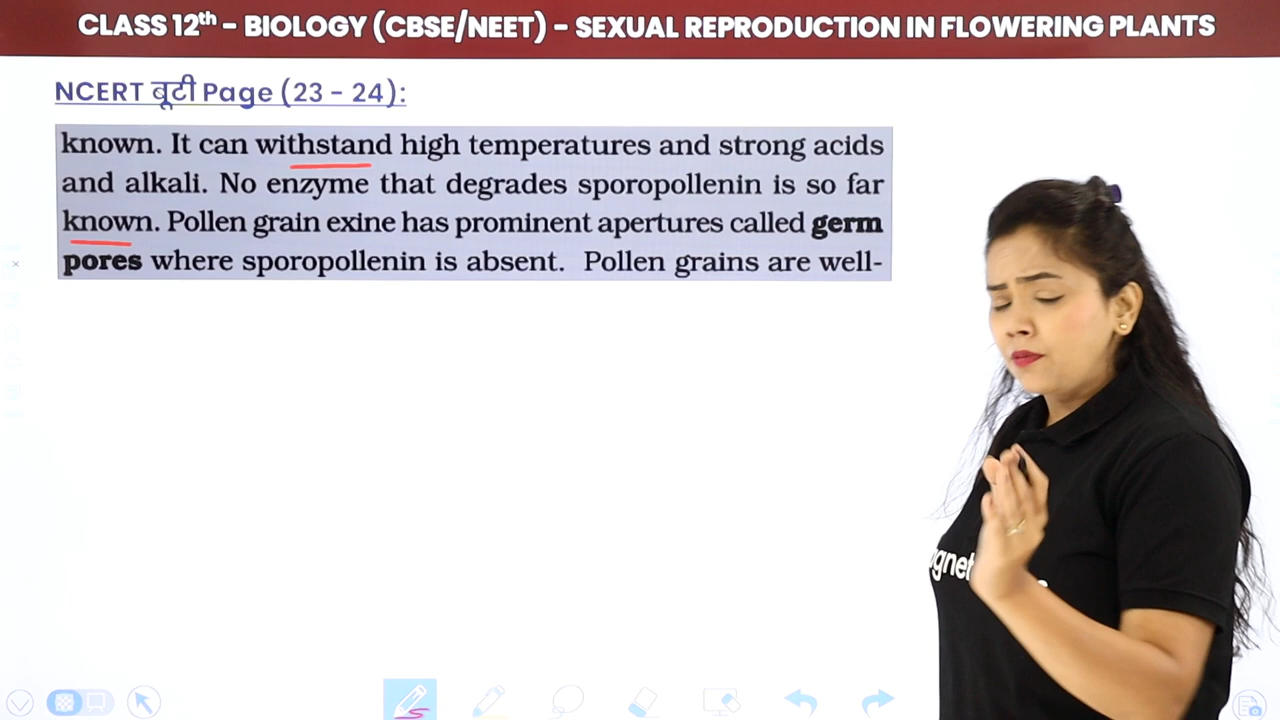 CLASS 12th - BIOLOGY (CBSE/NEET) - SEXUAL REPRODUCTION IN FLOWERING PLANTS
NCERT बूटी Page (23 - 24):
known. It can withstand high temperatures and strong acids
and alkali. No enzyme that degrades sporopollenin is so far
known. Pollen grain exine has prominent apertures called germ
pores where sporopollenin is absent. Pollen grains are well-